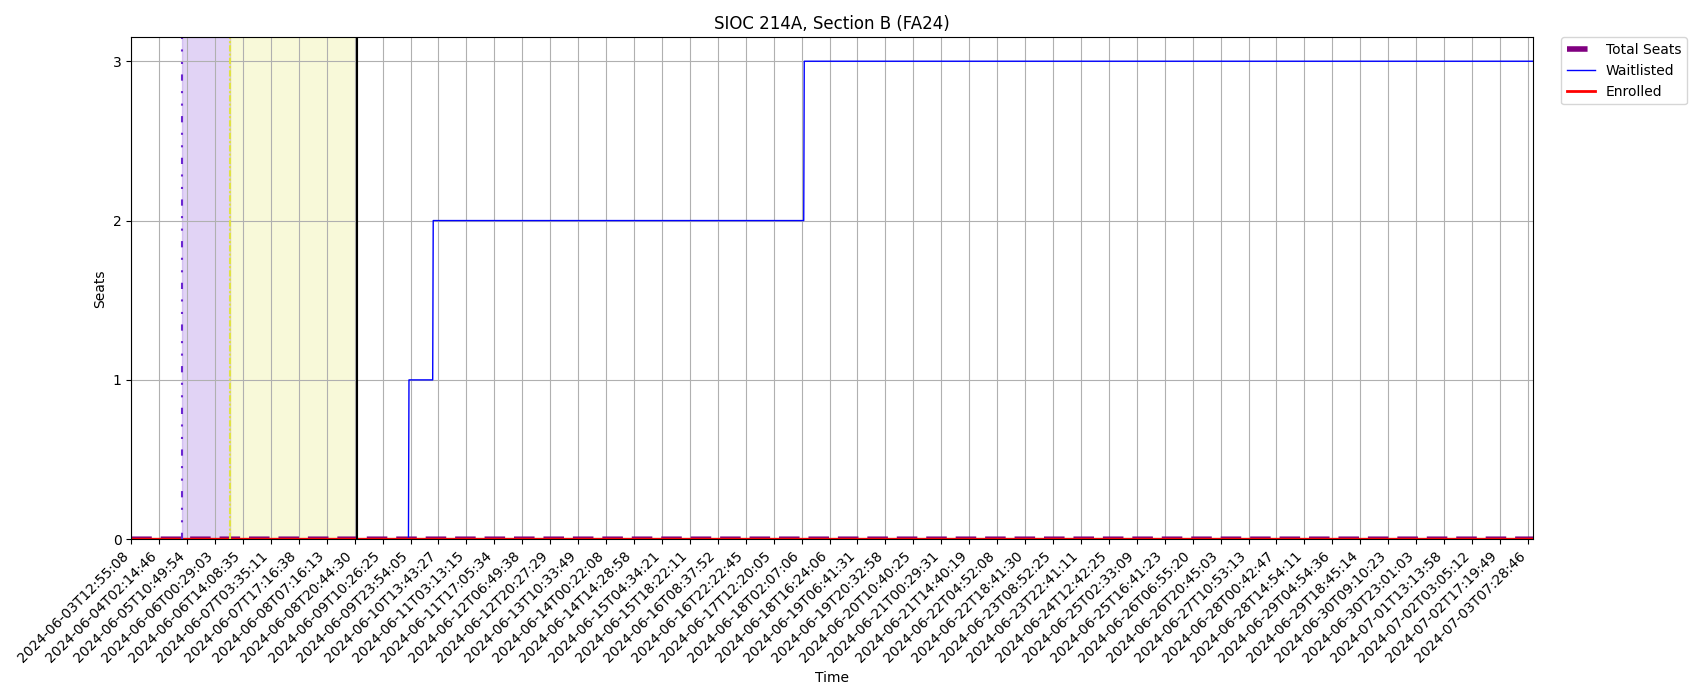 SIOC 214A, Section B (FA24)
Total Seats
Waitlisted
Enrolled
Seats
3
2
1
0
2024-06-03T12:55:08
2024-06-04T02:14:46
2024-06-05T10:49:54
2024-06-06T00:29:03
2024-06-06T14:08:35
2024-06-07T03:35:11
2024-06-07T17:16:38
2024-06-08T07:16:13
2024-06-08T20:44:30
2024-06-09T10:26:25
2024-06-09T23:54:05
2024-06-10T13:43:27
2024-06-11T03:13:15
2024-06-11T17:05:34
2024-06-12T06:49:38
2024-06-12T20:27:29
2024-06-13T10:33:49
2024-06-14T00:22:08
2024-06-14T14:28:58
2024-06-15T04:34:21
2024-06-15T18:22:11
2024-06-16T08:37:52
2024-06-16T22:22:45
2024-06-17T12:20:05
2024-06-18T02:07:06
2024-06-18T16:24:06
2024-06-19T06:41:31
2024-06-19T20:32:58
2024-06-20T10:40:25
2024-06-21T00:29:31
2024-06-21T14:40:19
2024-06-22T04:52:08
2024-06-22T18:41:30
2024-06-23T08:52:25
2024-06-23T22:41:11
2024-06-24T12:42:25
2024-06-25T02:33:09
2024-06-25T16:41:23
2024-06-26T06:55:20
2024-06-26T20:45:03
2024-06-27T10:53:13
2024-06-28T00:42:47
2024-06-28T14:54:11
2024-06-29T04:54:36
2024-06-29T18:45:14
2024-06-30T09:10:23
2024-06-30T23:01:03
2024-07-01T13:13:58
2024-07-02T03:05:12
2024-07-02T17:19:49
2024-07-03T07:28:46
Time